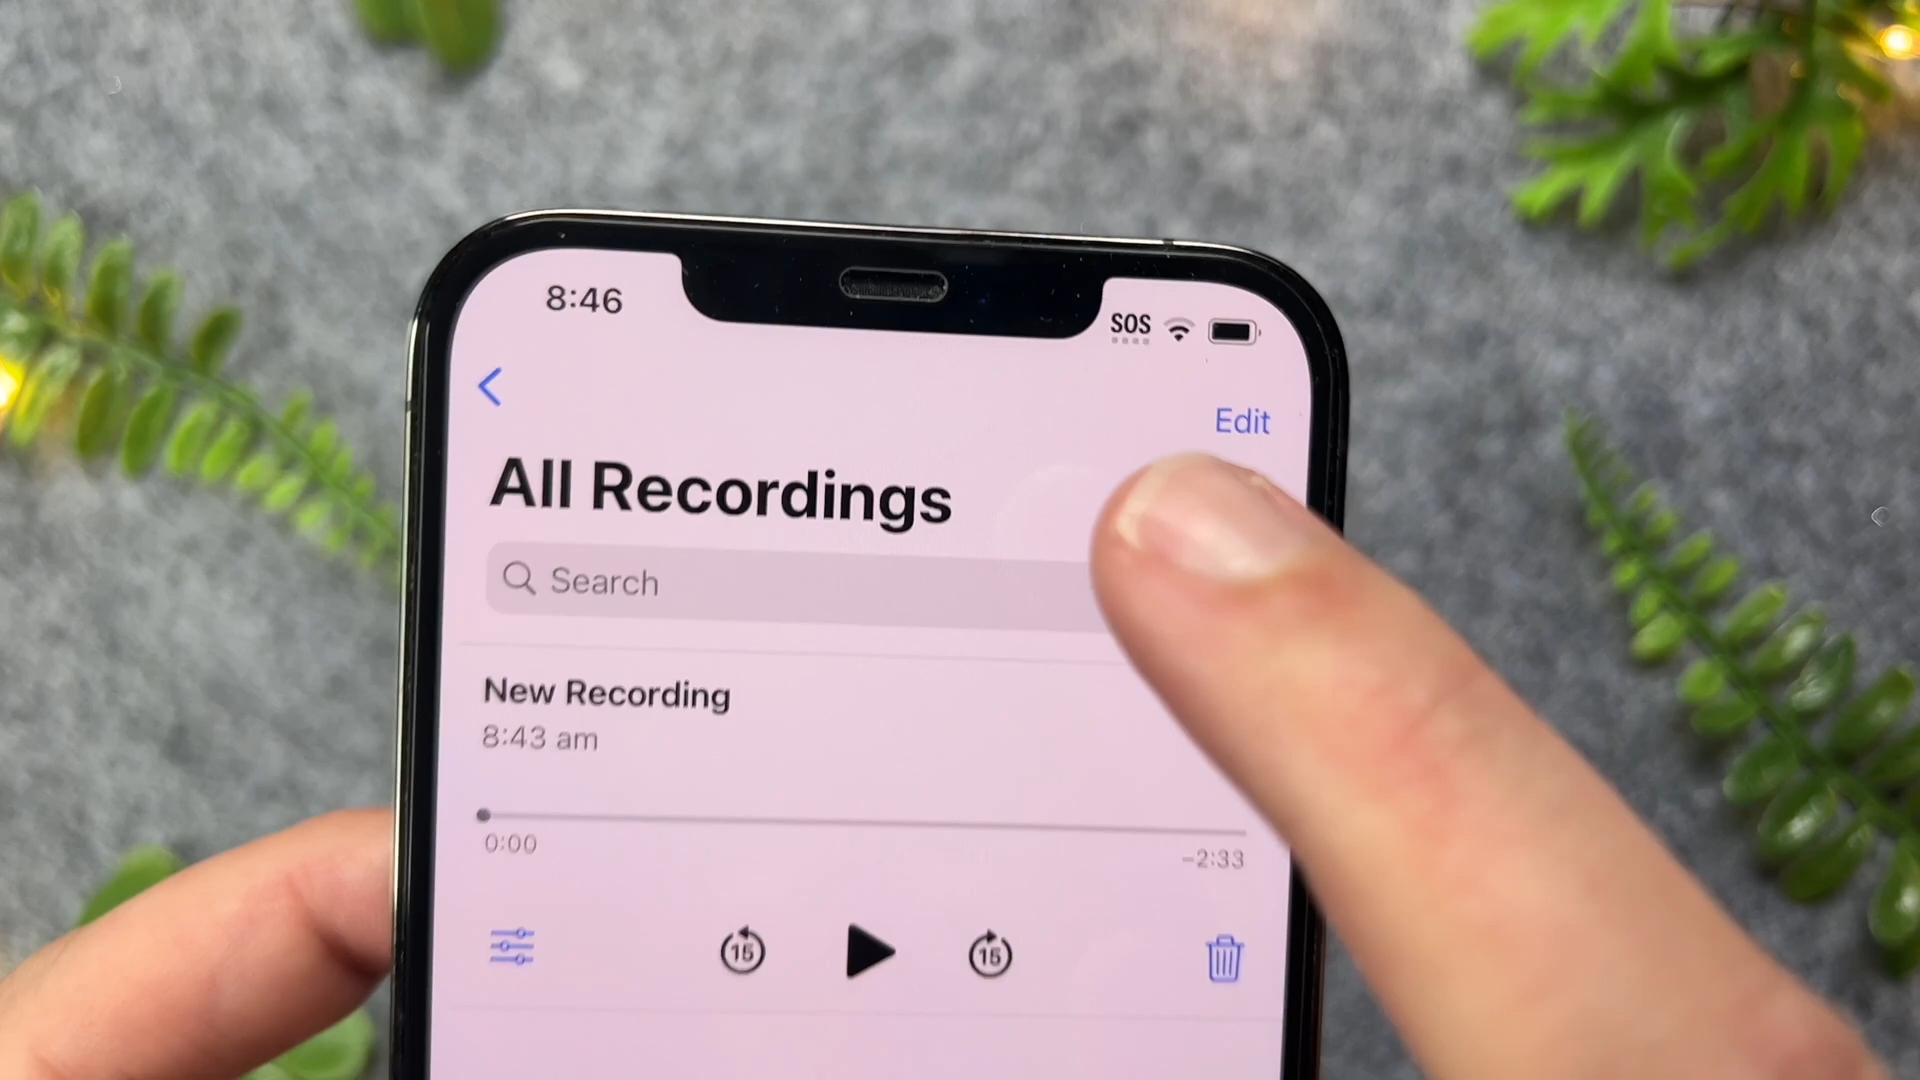 8:46
SOS
Edit
All Recordings
Search
New Recording
8:43 am
0:00
-2:33
15
15